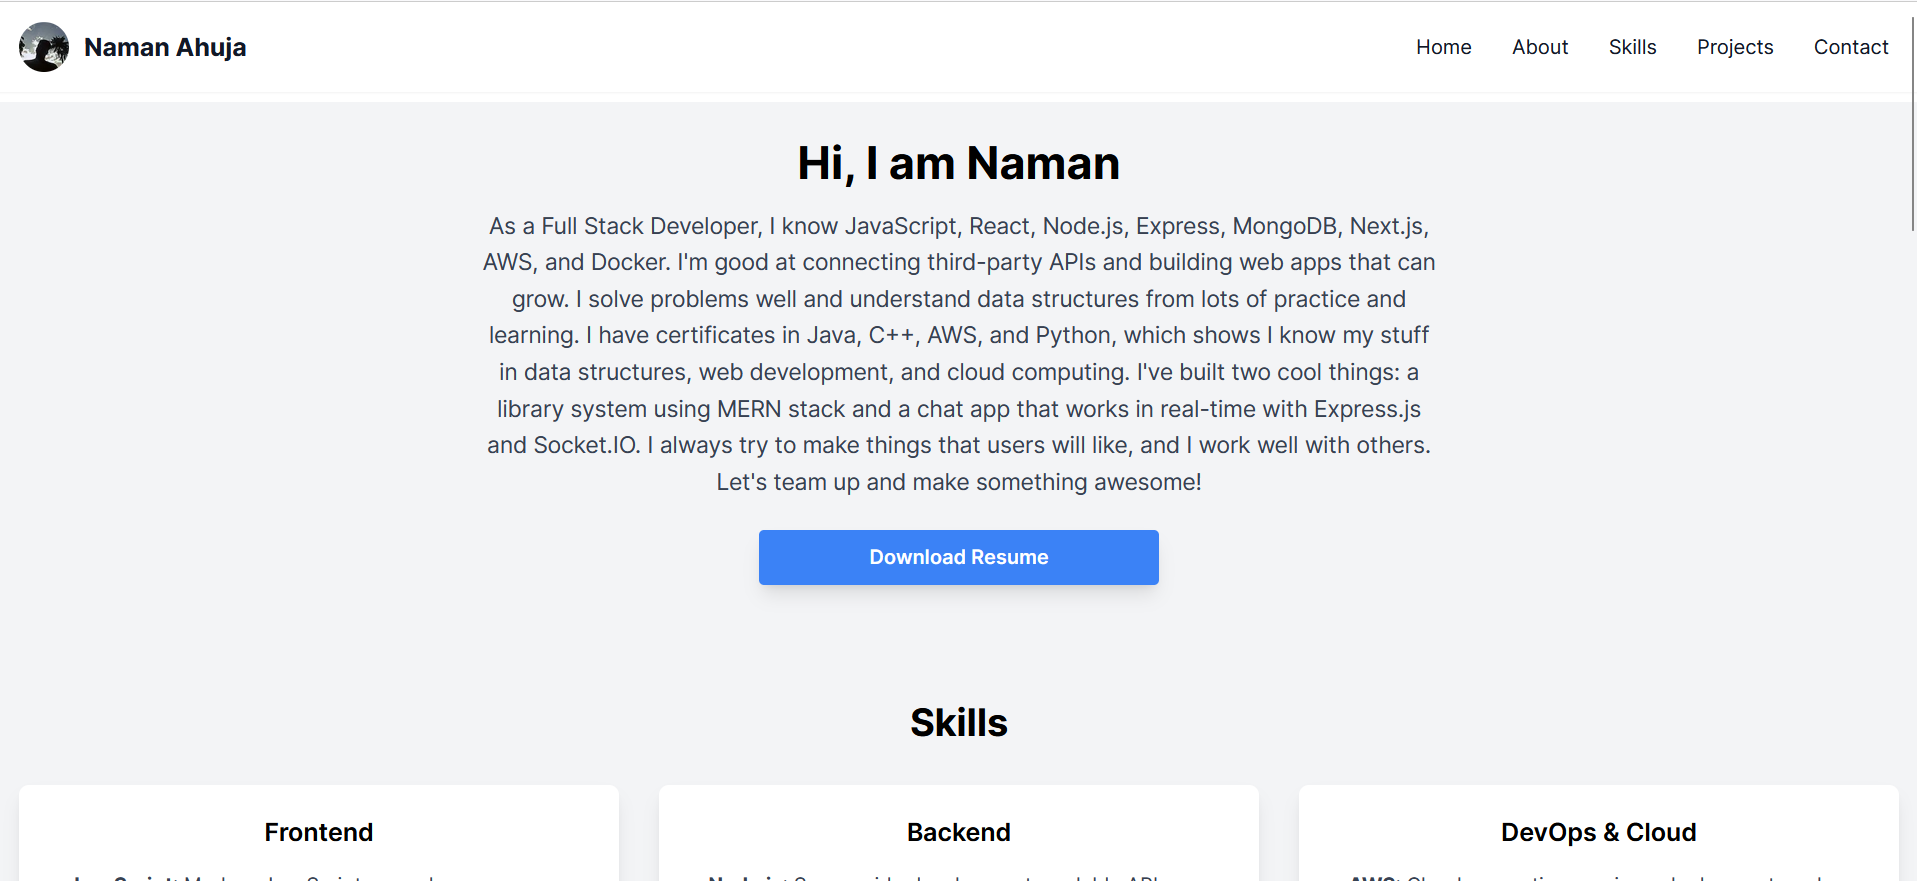 Naman Ahuja
Home About Skills Projects Contact
Hi, I am Naman
As a Full Stack Developer, I know JavaScript, React, Node.js, Express, MongoDB, Next.js,
AWS, and Docker. I'm good at connecting third-party APIs and building web apps that can
grow. I solve problems well and understand data structures from lots of practice and
learning. I have certificates in Java, C++, AWS, and Python, which shows I know my stuff
in data structures, web development, and cloud computing. I've built two cool things: a
library system using MERN stack and a chat app that works in real-time with Express.js
and Socket.IO. I always try to make things that users will like, and I work well with others.
Let's team up and make something awesome!
Download Resume
Skills
Frontend
Backend
DevOps & Cloud